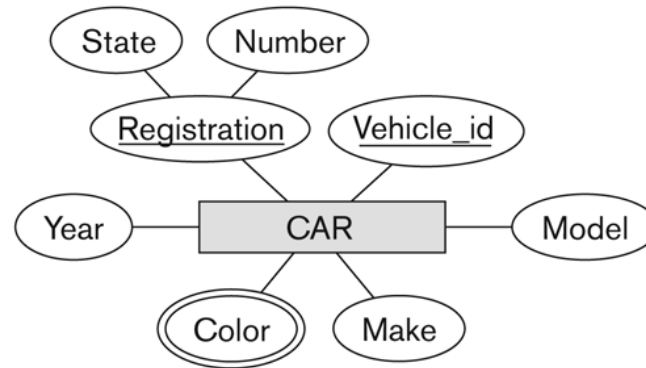 State
Number
Registration
Vehicle_id
Year
CAR
Model
Color
Make